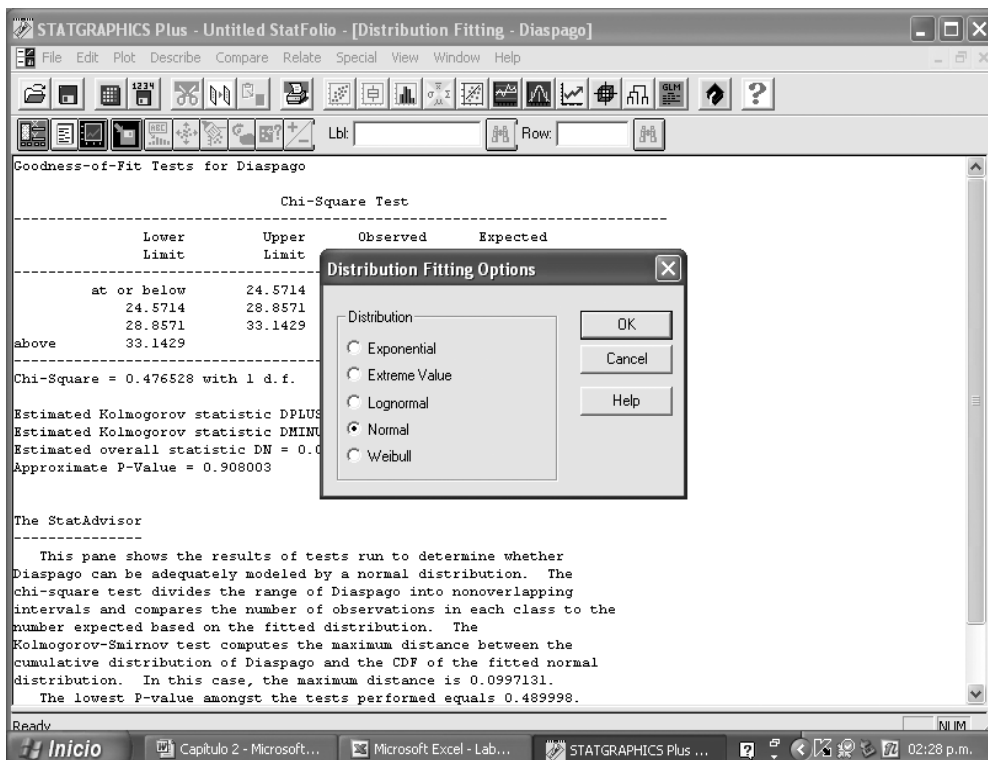 STATGRAPHICS Plus - Untitled StatFolio - [Distribution Fitting - Diaspago]
File Edit Plot Describe Compare Relate Special View Window Help
Lbl: Row:
Goodness-of-Fit Tests for Diaspago
Chi-Square Test
Lower Upper Observed Expected
Limit Limit
at or below 24.5714
24.5714 28.8571
28.8571 33.1429
above 33.1429
Chi-Square = 0.476528 with 1 d.f.
Estimated Kolmogorov statistic DPLUS
Estimated Kolmogorov statistic DMINU
Estimated overall statistic DN = 0.0
Approximate P-Value = 0.908003
Distribution Fitting Options
Distribution
Exponential
Extreme Value
Lognormal
Normal
Weibull
OK
Cancel
Help
The StatAdvisor
This pane shows the results of tests run to determine whether
Diaspago can be adequately modeled by a normal distribution. The
chi-square test divides the range of Diaspago into nonoverlapping
intervals and compares the number of observations in each class to the
number expected based on the fitted distribution. The
Kolmogorov-Smirnov test computes the maximum distance between the
cumulative distribution of Diaspago and the CDF of the fitted normal
distribution. In this case, the maximum distance is 0.0997131.
The lowest P-value amongst the tests performed equals 0.489998.
Ready NUM
Inicio Capítulo 2 - Microsoft... Microsoft Excel - Lab... STATGRAPHICS Plus ... 02:28 p.m.